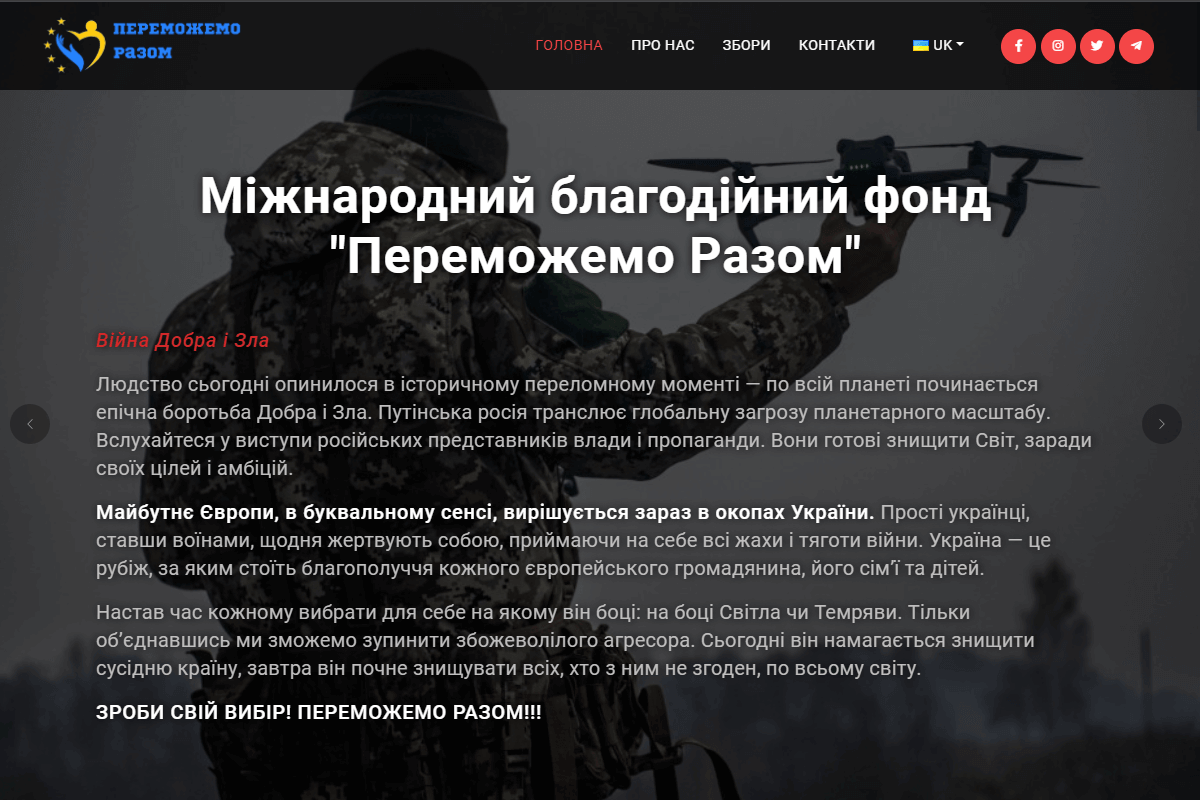 ПЕРЕМОЖЕМО
РАЗОМ
ГОЛОВНА ПРО НАС ЗБОРИ КОНТАКТИ UK
Міжнародний благодійний фонд
"Переможемо Разом"
Війна Добра і Зла
Людство сьогодні опинилося в історичному переломному моменті — по всій планеті починається
епічна боротьба Добра і Зла. Путінська росія транслює глобальну загрозу планетарного масштабу.
Вслухайтеся у виступи російських представників влади і пропаганди. Вони готові знищити Світ, заради
своїх цілей і амбіцій.
Майбутнє Європи, в буквальному сенсі, вирішується зараз в окопах України. Прості українці,
ставши воїнами, щодня жертвують собою, приймаючи на себе всі жахи і тяготи війни. Україна — це
рубіж, за яким стоїть благополуччя кожного європейського громадянина, його сім’ї та дітей.
Настав час кожному вибрати для себе на якому він боці: на боці Світла чи Темряви. Тільки
об’єднавшись ми зможемо зупинити збожеволілого агресора. Сьогодні він намагається знищити
сусідню країну, завтра він почне знищувати всіх, хто з ним не згоден, по всьому світу.
ЗРОБИ СВІЙ ВИБІР! ПЕРЕМОЖЕМО РАЗОМ!!!